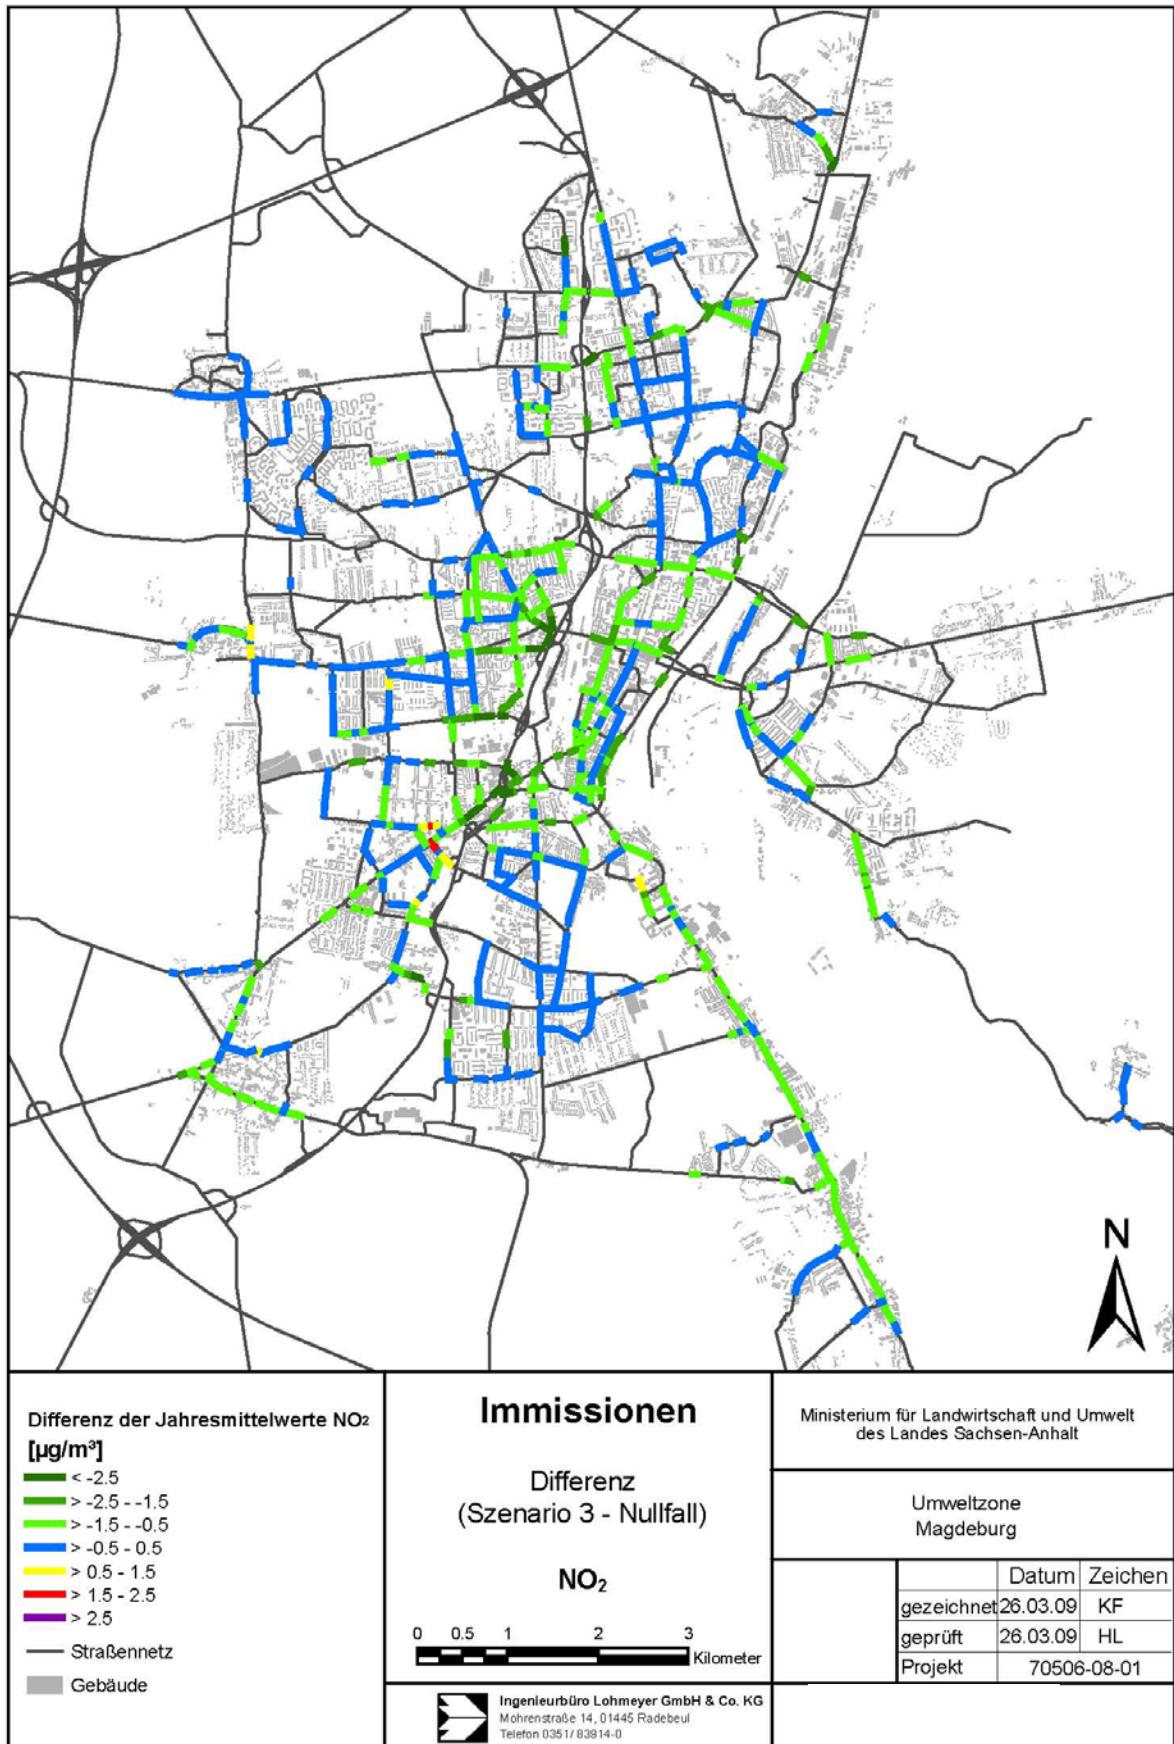 N
Differenz der Jahresmittelwerte NO2
[µg/m³]
< -2.5
> -2.5 - -1.5
> -1.5 - -0.5
> -0.5 - 0.5
> 0.5 - 1.5
> 1.5 - 2.5
> 2.5
Straßennetz
Gebäude
Immissionen
Differenz
(Szenario 3 - Nullfall)
NO₂
0 0.5 1 2 3
Kilometer
Ingenieurbüro Lohmeyer GmbH & Co. KG
Mohrenstraße 14, 01445 Radebeul
Telefon 0351/ 83914-0
Ministerium für Landwirtschaft und Umwelt
des Landes Sachsen-Anhalt
Umweltzone
Magdeburg
Datum Zeichen
gezeichnet 26.03.09 KF
geprüft 26.03.09 HL
Projekt 70506-08-01